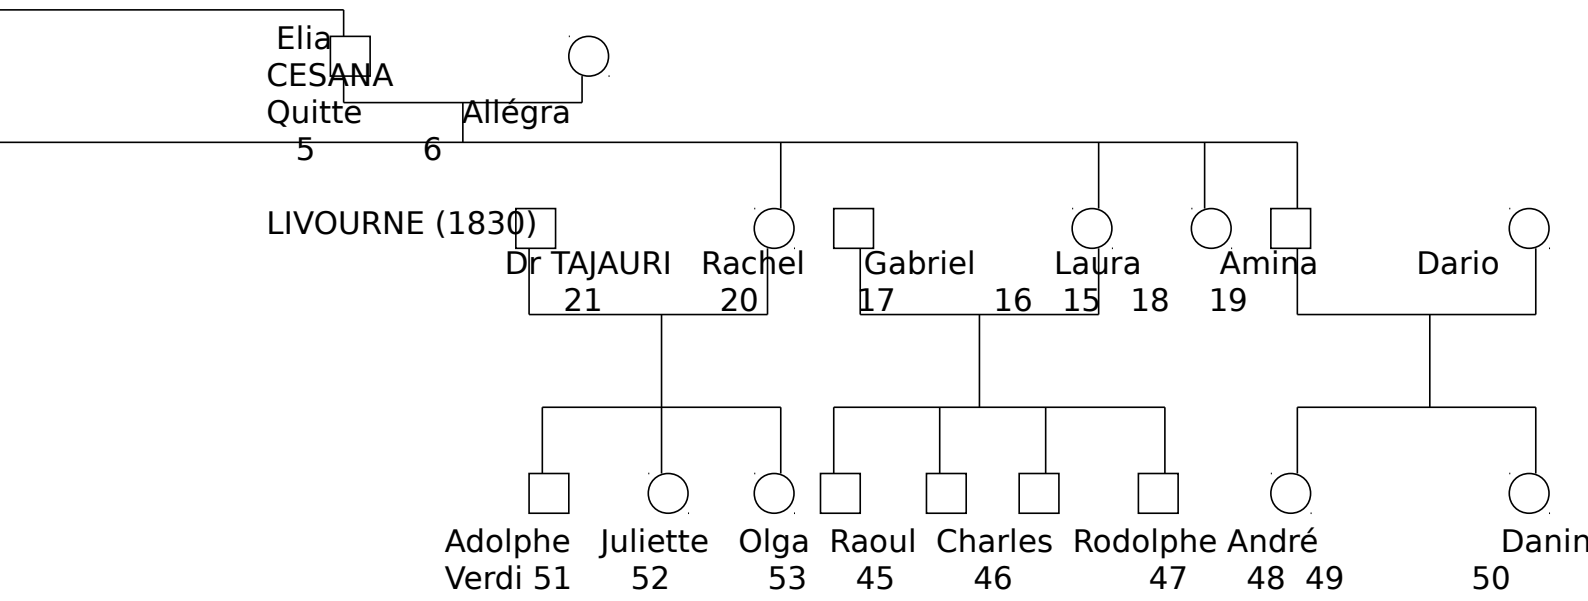 Elia
CESANA
Quitte Allégra
5 6
LIVOURNE (1830)
Dr TAJAURI Rachel Gabriel Laura Amina Dario
21 20 17 16 15 18 19
Adolphe Juliette Olga Raoul Charles Rodolphe André Danin
Verdi 51 52 53 45 46 47 48 49 50